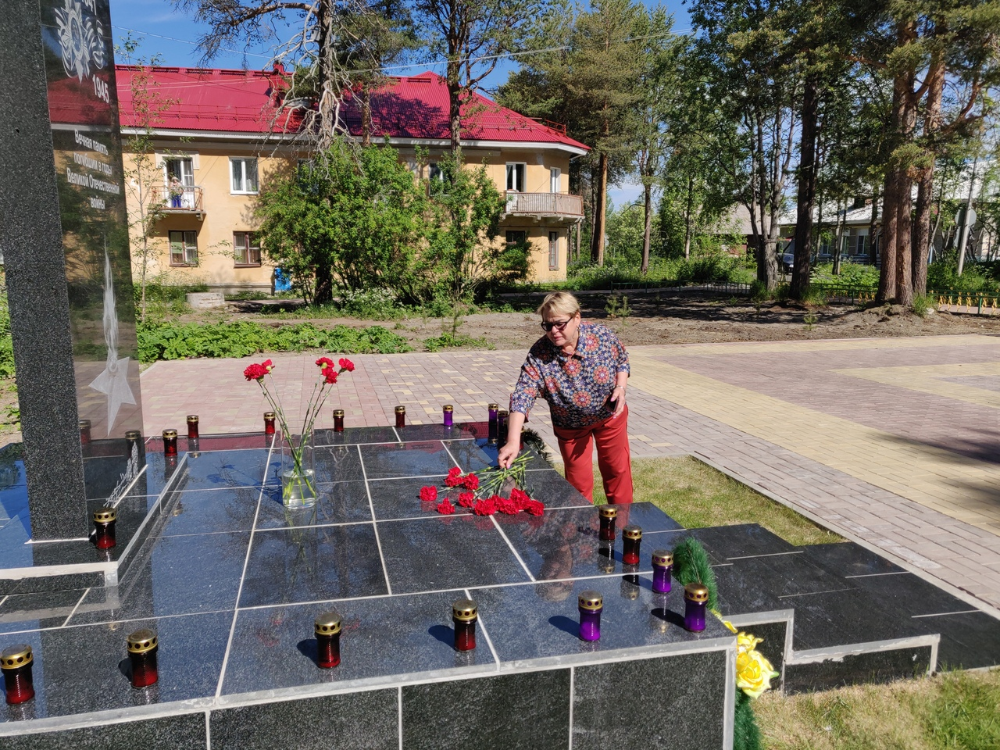 1945
Вечная память
погибшим в годы
Великой Отечественной
войны